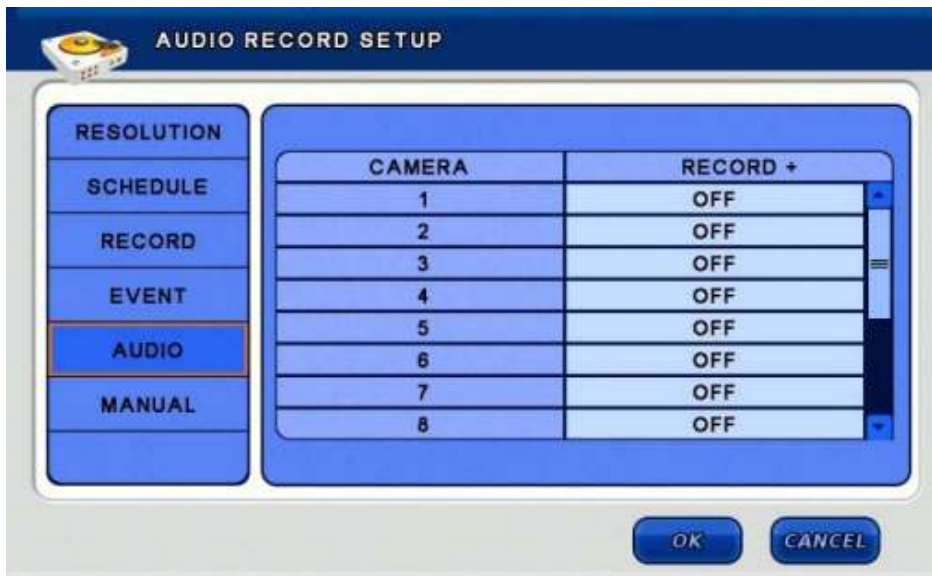 AUDIO RECORD SETUP
RESOLUTION
SCHEDULE
RECORD
EVENT
AUDIO
MANUAL
CAMERA RECORD +
1 OFF
2 OFF
3 OFF
4 OFF
5 OFF
6 OFF
7 OFF
8 OFF
OK CANCEL